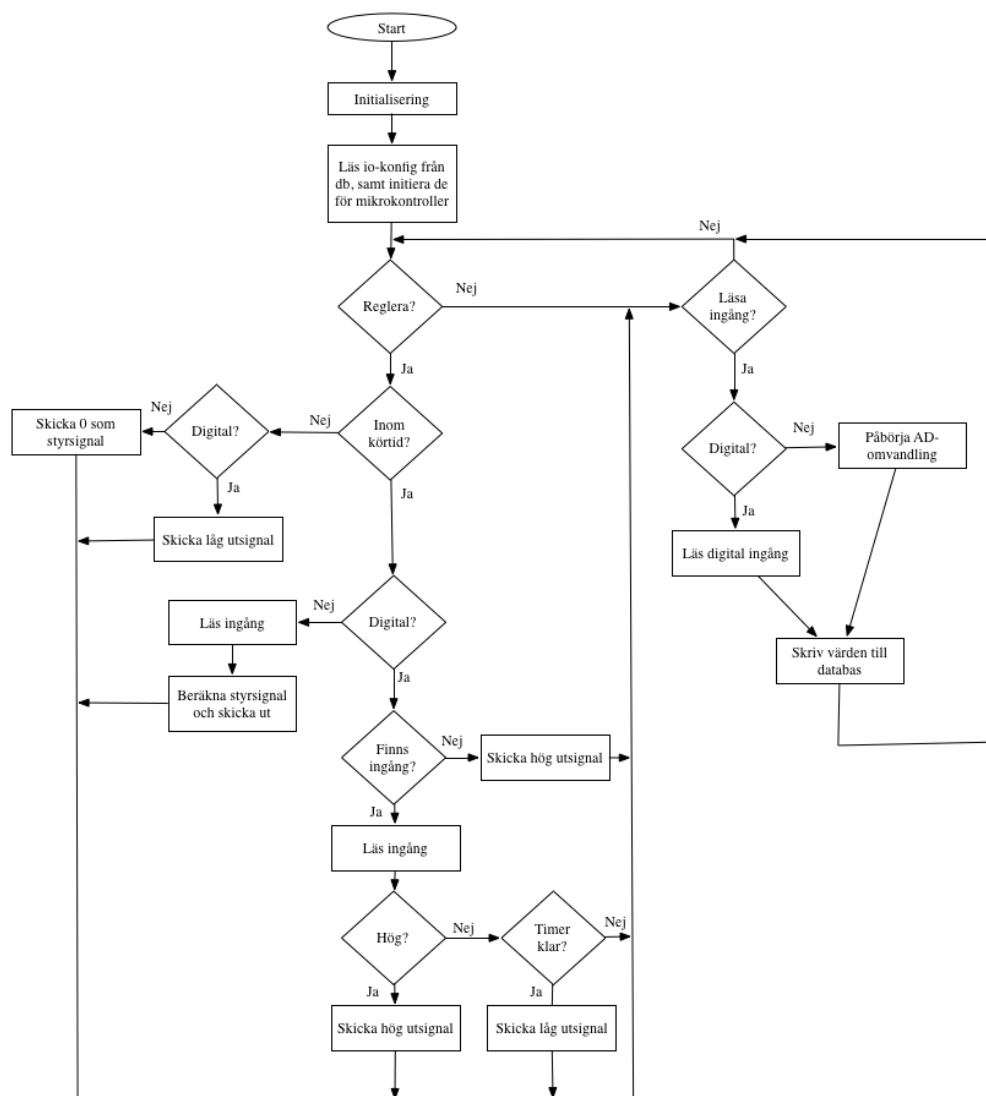 Start
Initialisering
Läs io-konfig från
db, samt initiera de
för mikrokontroller
Nej
Reglera?
Nej
Läsa
ingång?
Ja
Ja
Skicka 0 som
styrsignal
Nej
Digital?
Nej
Inom
körtid?
Digital?
Nej
Påbörja AD-
omvandling
Ja
Ja
Ja
Skicka låg utsignal
Läs digital ingång
Läs ingång
Nej
Digital?
Skriv värden till
databas
Ja
Beräkna styrsignal
och skicka ut
Finns
ingång?
Nej
Skicka hög utsignal
Ja
Läs ingång
Hög?
Nej
Timer
klar?
Nej
Ja
Ja
Skicka hög utsignal
Skicka låg utsignal